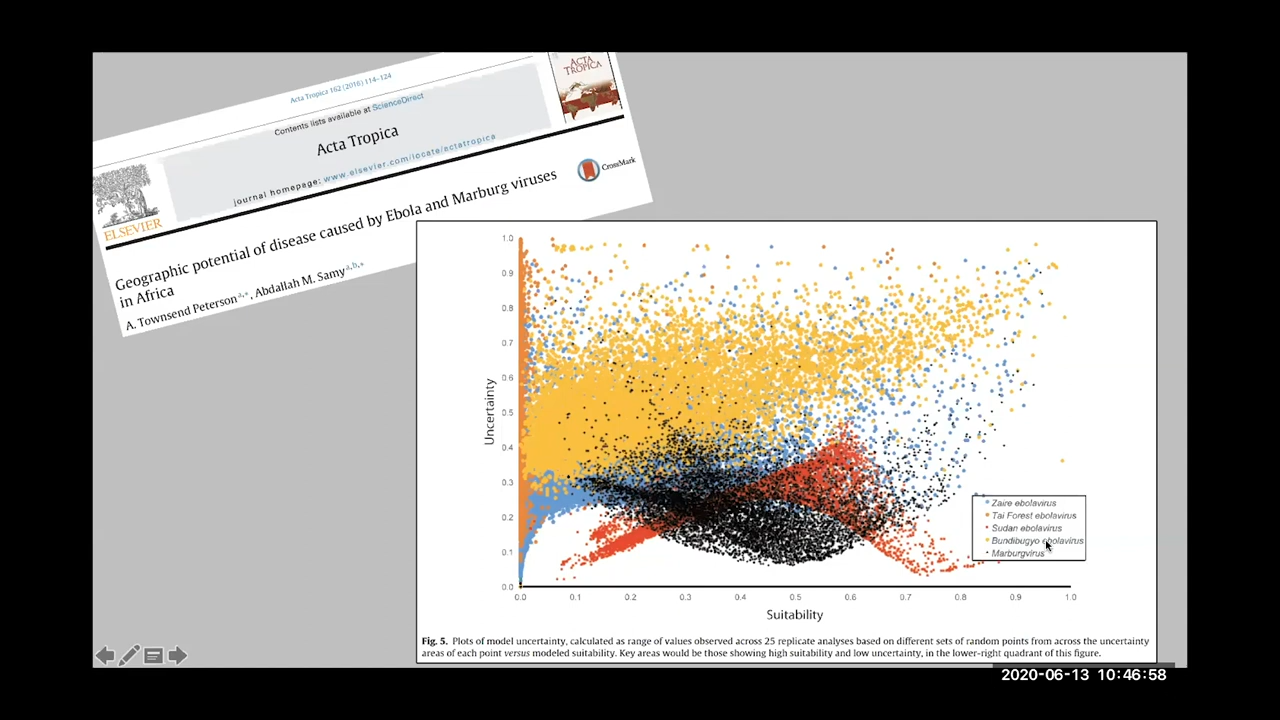 Acta Tropica 162 (2016) 114–124
Contents lists available at ScienceDirect
Acta Tropica
journal homepage: www.elsevier.com/locate/actatropica
ACTA
TROPICA
ELSEVIER
CrossMark
Geographic potential of disease caused by Ebola and Marburg viruses
in Africa
A. Townsend Peterson a,*, Abdallah M. Samy a,b,*
1.0
0.9
0.8
0.7
0.6
0.5
0.4
0.3
0.2
0.1
0.0
Uncertainty
0.0 0.1 0.2 0.3 0.4 0.5 0.6 0.7 0.8 0.9 1.0
Suitability
Zaire ebolavirus
Tai Forest ebolavirus
Sudan ebolavirus
Bundibugyo ebolavirus
Marburgvirus
Fig. 5. Plots of model uncertainty, calculated as range of values observed across 25 replicate analyses based on different sets of random points from across the uncertainty
areas of each point versus modeled suitability. Key areas would be those showing high suitability and low uncertainty, in the lower-right quadrant of this figure.
2020-06-13 10:46:58